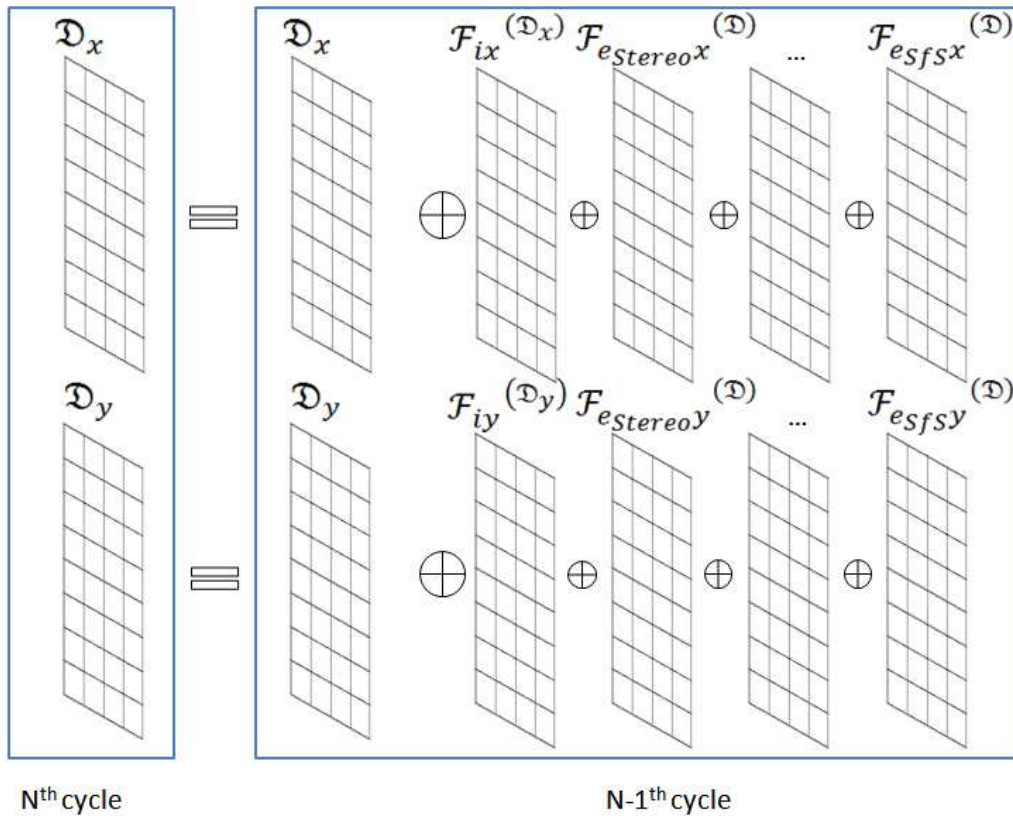 𝔇x 𝔇x ℱix(𝔇x) ℱeStereox(𝔇) ... ℱeSfSx(𝔇)
= ⊕ ⊕ ⊕ ⊕
𝔇y 𝔇y ℱiy(𝔇y) ℱeStereoy(𝔇) ... ℱeSfSy(𝔇)
= ⊕ ⊕ ⊕ ⊕
Nth cycle N-1th cycle